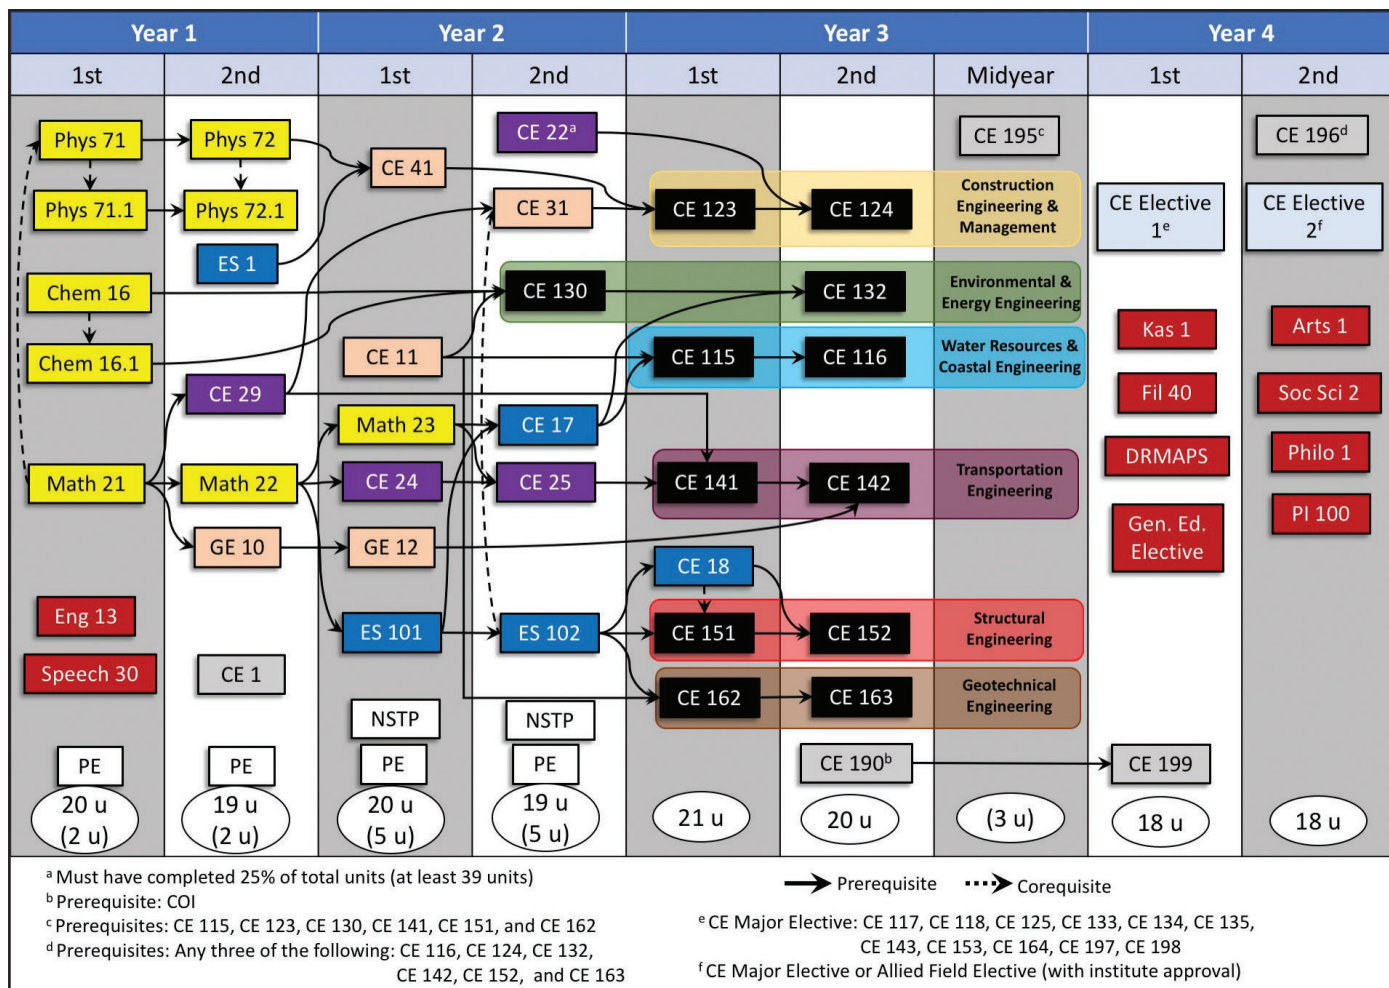 Year 1
Year 2
Year 3
Year 4
1st
2nd
1st
2nd
1st
2nd
Midyear
1st
2nd
Phys 71
Phys 71.1
Chem 16
Chem 16.1
Math 21
Eng 13
Speech 30
PE
20 u
(2 u)
Phys 72
Phys 72.1
ES 1
CE 29
Math 22
GE 10
CE 1
PE
19 u
(2 u)
CE 41
CE 11
Math 23
CE 24
GE 12
ES 101
NSTP
PE
20 u
(5 u)
CE 22ᵃ
CE 31
CE 130
CE 17
CE 25
ES 102
NSTP
PE
19 u
(5 u)
CE 123
CE 115
CE 141
CE 18
CE 151
CE 162
21 u
CE 124
CE 132
CE 116
CE 142
CE 152
CE 163
CE 190ᵇ
20 u
CE 195ᶜ
Construction
Engineering &
Management
Environmental &
Energy Engineering
Water Resources &
Coastal Engineering
Transportation
Engineering
Structural
Engineering
Geotechnical
Engineering
(3 u)
CE Elective
1ᵉ
Kas 1
Fil 40
DRMAPS
Gen. Ed.
Elective
CE 199
18 u
CE 196ᵈ
CE Elective
2ᶠ
Arts 1
Soc Sci 2
Philo 1
PI 100
18 u
ᵃ Must have completed 25% of total units (at least 39 units)
ᵇ Prerequisite: COI
ᶜ Prerequisites: CE 115, CE 123, CE 130, CE 141, CE 151, and CE 162
ᵈ Prerequisites: Any three of the following: CE 116, CE 124, CE 132,
CE 142, CE 152, and CE 163
Prerequisite
Corequisite
ᵉ CE Major Elective: CE 117, CE 118, CE 125, CE 133, CE 134, CE 135,
CE 143, CE 153, CE 164, CE 197, CE 198
ᶠ CE Major Elective or Allied Field Elective (with institute approval)